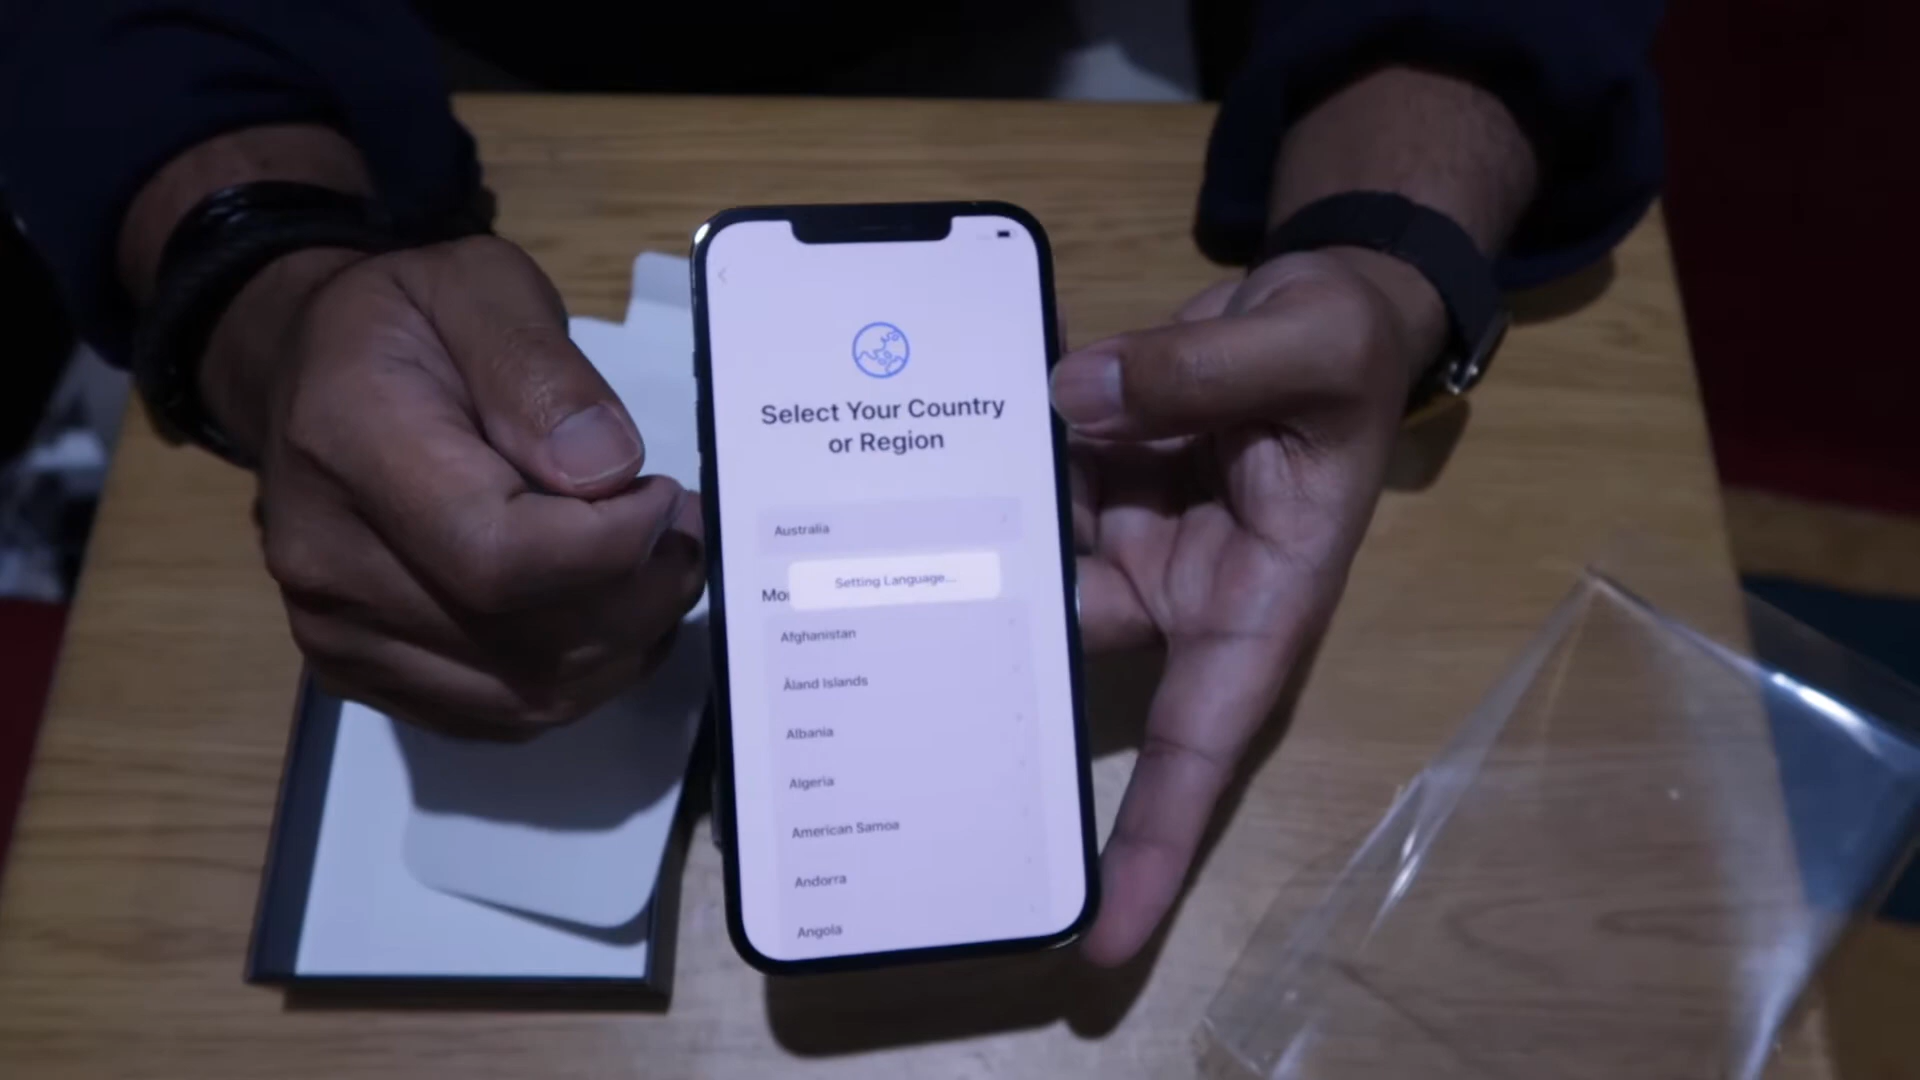 Select Your Country
or Region
Australia
Setting Language...
Afghanistan
Åland Islands
Albania
Algeria
American Samoa
Andorra
Angola